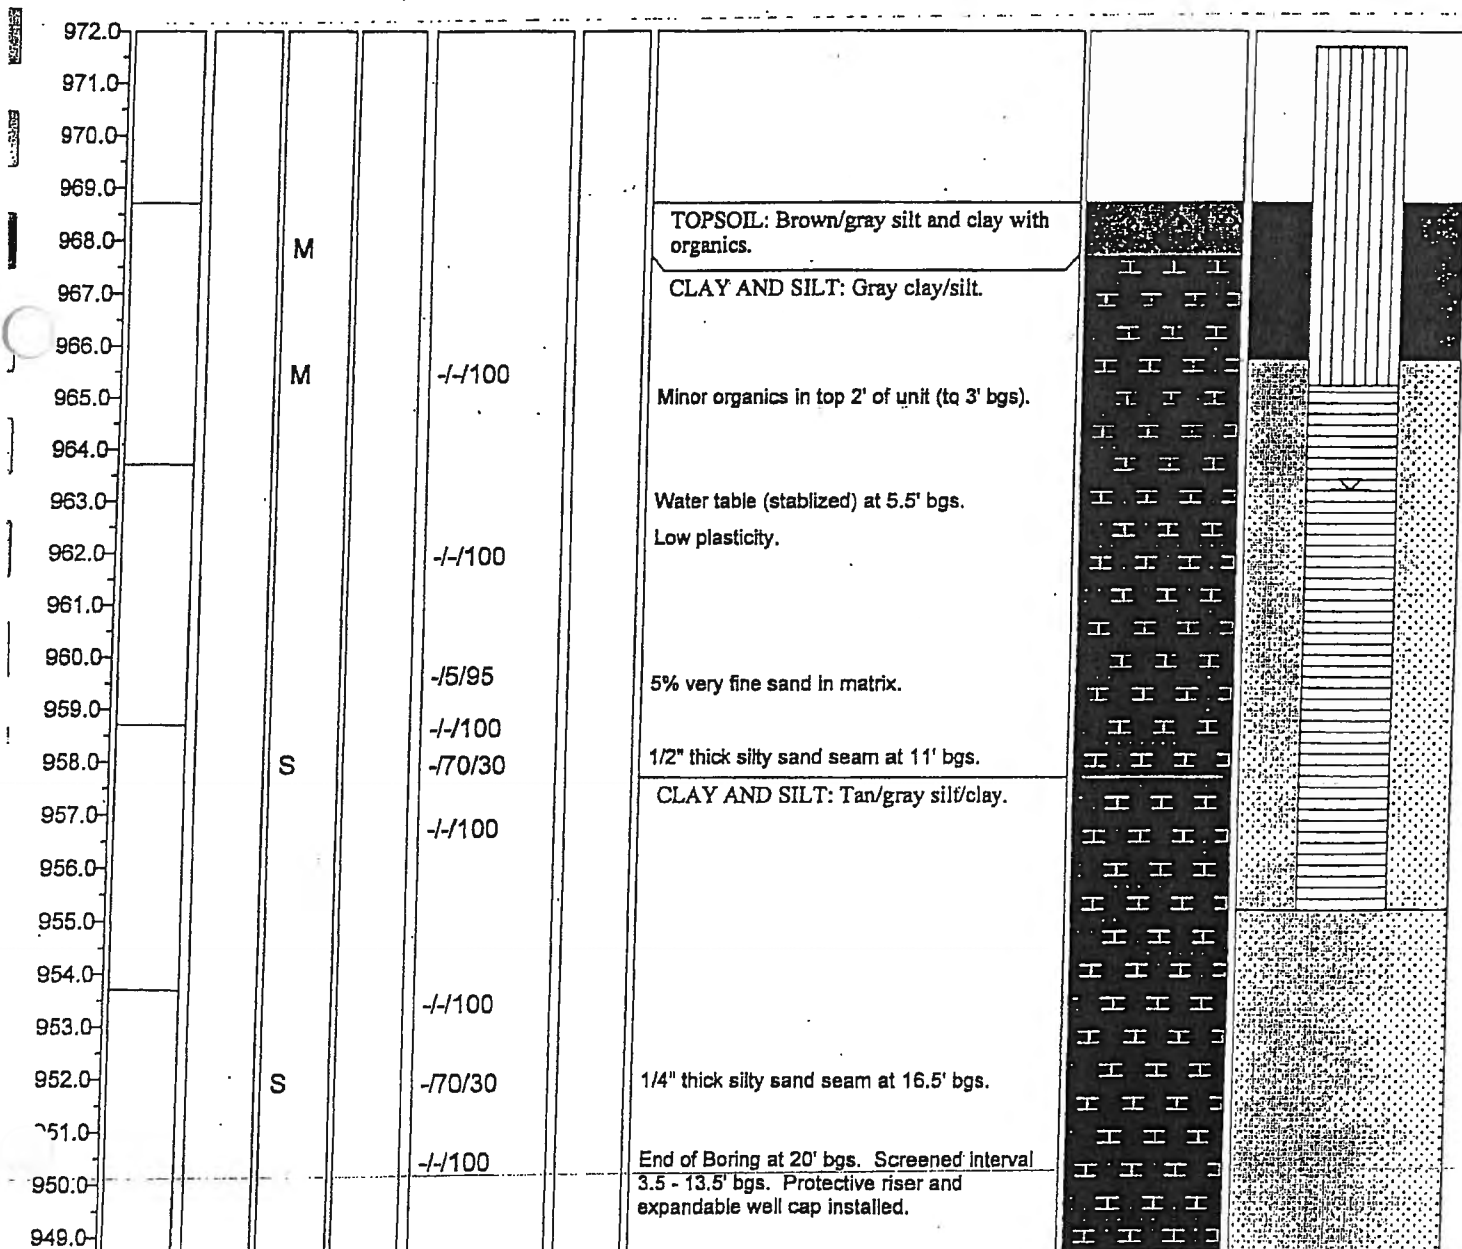 972.0
971.0
970.0
969.0
TOPSOIL: Brown/gray silt and clay with
organics.
968.0
M
967.0
CLAY AND SILT: Gray clay/silt.
966.0
M
-/-/100
965.0
Minor organics in top 2' of unit (to 3' bgs).
964.0
963.0
Water table (stablized) at 5.5' bgs.
Low plasticity.
962.0
-/-/100
961.0
960.0
-/5/95
5% very fine sand in matrix.
959.0
-/-/100
958.0
S
-/70/30
1/2" thick silty sand seam at 11' bgs.
CLAY AND SILT: Tan/gray silt/clay.
957.0
-/-/100
956.0
955.0
954.0
-/-/100
953.0
952.0
S
-/70/30
1/4" thick silty sand seam at 16.5' bgs.
51.0
-/-/100
End of Boring at 20' bgs. Screened interval
950.0
3.5 - 13.5' bgs. Protective riser and
expandable well cap installed.
949.0